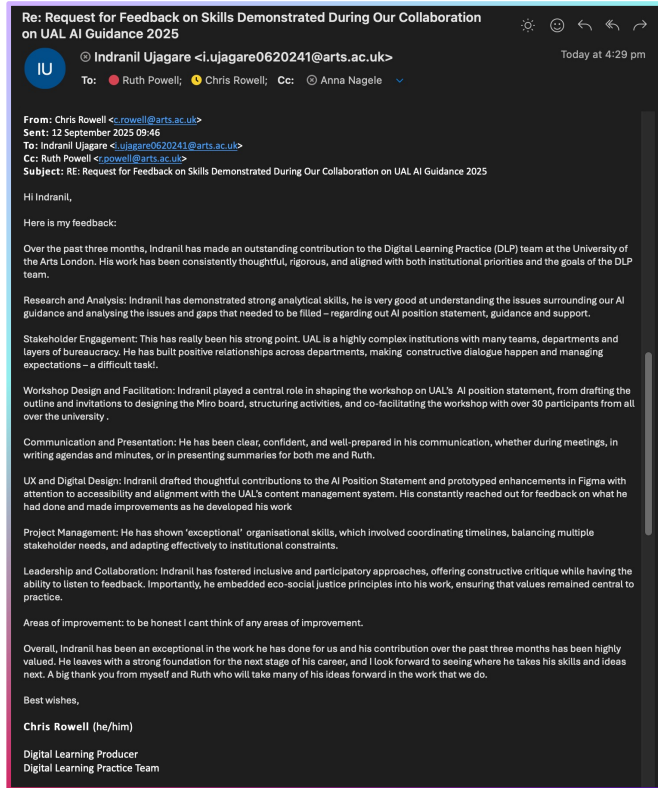 Re: Request for Feedback on Skills Demonstrated During Our Collaboration
on UAL AI Guidance 2025
IU
Indranil Ujagare <i.ujagare0620241@arts.ac.uk>
Today at 4:29 pm
To: Ruth Powell; Chris Rowell; Cc: Anna Nagele
From: Chris Rowell <c.rowell@arts.ac.uk>
Sent: 12 September 2025 09:46
To: Indranil Ujagare <i.ujagare0620241@arts.ac.uk>
Cc: Ruth Powell <r.powell@arts.ac.uk>
Subject: RE: Request for Feedback on Skills Demonstrated During Our Collaboration on UAL AI Guidance 2025
Hi Indranil,
Here is my feedback:
Over the past three months, Indranil has made an outstanding contribution to the Digital Learning Practice (DLP) team at the University of
the Arts London. His work has been consistently thoughtful, rigorous, and aligned with both institutional priorities and the goals of the DLP
team.
Research and Analysis: Indranil has demonstrated strong analytical skills, he is very good at understanding the issues surrounding our AI
guidance and analysing the issues and gaps that needed to be filled – regarding out AI position statement, guidance and support.
Stakeholder Engagement: This has really been his strong point. UAL is a highly complex institutions with many teams, departments and
layers of bureaucracy. He has built positive relationships across departments, making constructive dialogue happen and managing
expectations – a difficult task!.
Workshop Design and Facilitation: Indranil played a central role in shaping the workshop on UAL's AI position statement, from drafting the
outline and invitations to designing the Miro board, structuring activities, and co-facilitating the workshop with over 30 participants from all
over the university .
Communication and Presentation: He has been clear, confident, and well-prepared in his communication, whether during meetings, in
writing agendas and minutes, or in presenting summaries for both me and Ruth.
UX and Digital Design: Indranil drafted thoughtful contributions to the AI Position Statement and prototyped enhancements in Figma with
attention to accessibility and alignment with the UAL's content management system. His constantly reached out for feedback on what he
had done and made improvements as he developed his work
Project Management: He has shown 'exceptional' organisational skills, which involved coordinating timelines, balancing multiple
stakeholder needs, and adapting effectively to institutional constraints.
Leadership and Collaboration: Indranil has fostered inclusive and participatory approaches, offering constructive critique while having the
ability to listen to feedback. Importantly, he embedded eco-social justice principles into his work, ensuring that values remained central to
practice.
Areas of improvement: to be honest I cant think of any areas of improvement.
Overall, Indranil has been an exceptional in the work he has done for us and his contribution over the past three months has been highly
valued. He leaves with a strong foundation for the next stage of his career, and I look forward to seeing where he takes his skills and ideas
next. A big thank you from myself and Ruth who will take many of his ideas forward in the work that we do.
Best wishes,
Chris Rowell (he/him)
Digital Learning Producer
Digital Learning Practice Team